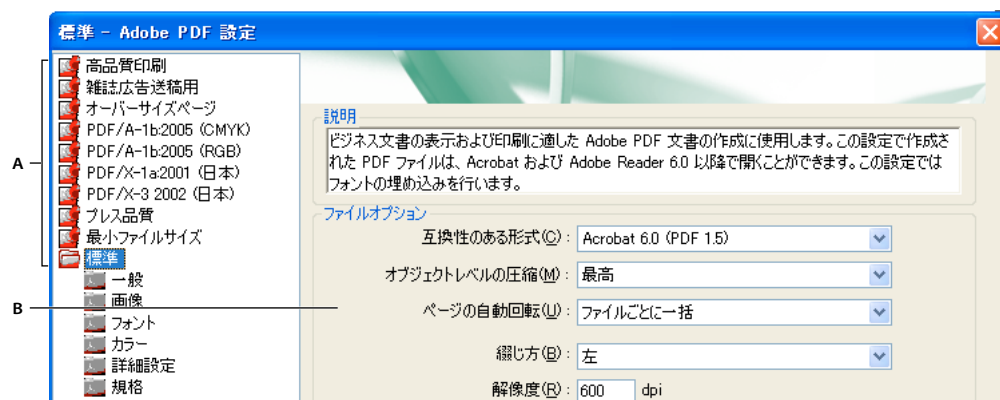 標準 - Adobe PDF 設定
高品質印刷
雑誌広告送稿用
オーバーサイズページ
PDF/A-1b:2005 (CMYK)
PDF/A-1b:2005 (RGB)
PDF/X-1a:2001 (日本)
PDF/X-3 2002 (日本)
プレス品質
最小ファイルサイズ
標準
一般
画像
フォント
カラー
詳細設定
規格
A
B
説明
ビジネス文書の表示および印刷に適した Adobe PDF 文書の作成に使用します。この設定で作成さ
れた PDF ファイルは、Acrobat および Adobe Reader 6.0 以降で開くことができます。この設定では
フォントの埋め込みを行います。
ファイルオプション
互換性のある形式(C): Acrobat 6.0 (PDF 1.5)
オブジェクトレベルの圧縮(M): 最高
ページの自動回転(U): ファイルごとに一括
綴じ方(B): 左
解像度(R): 600 dpi